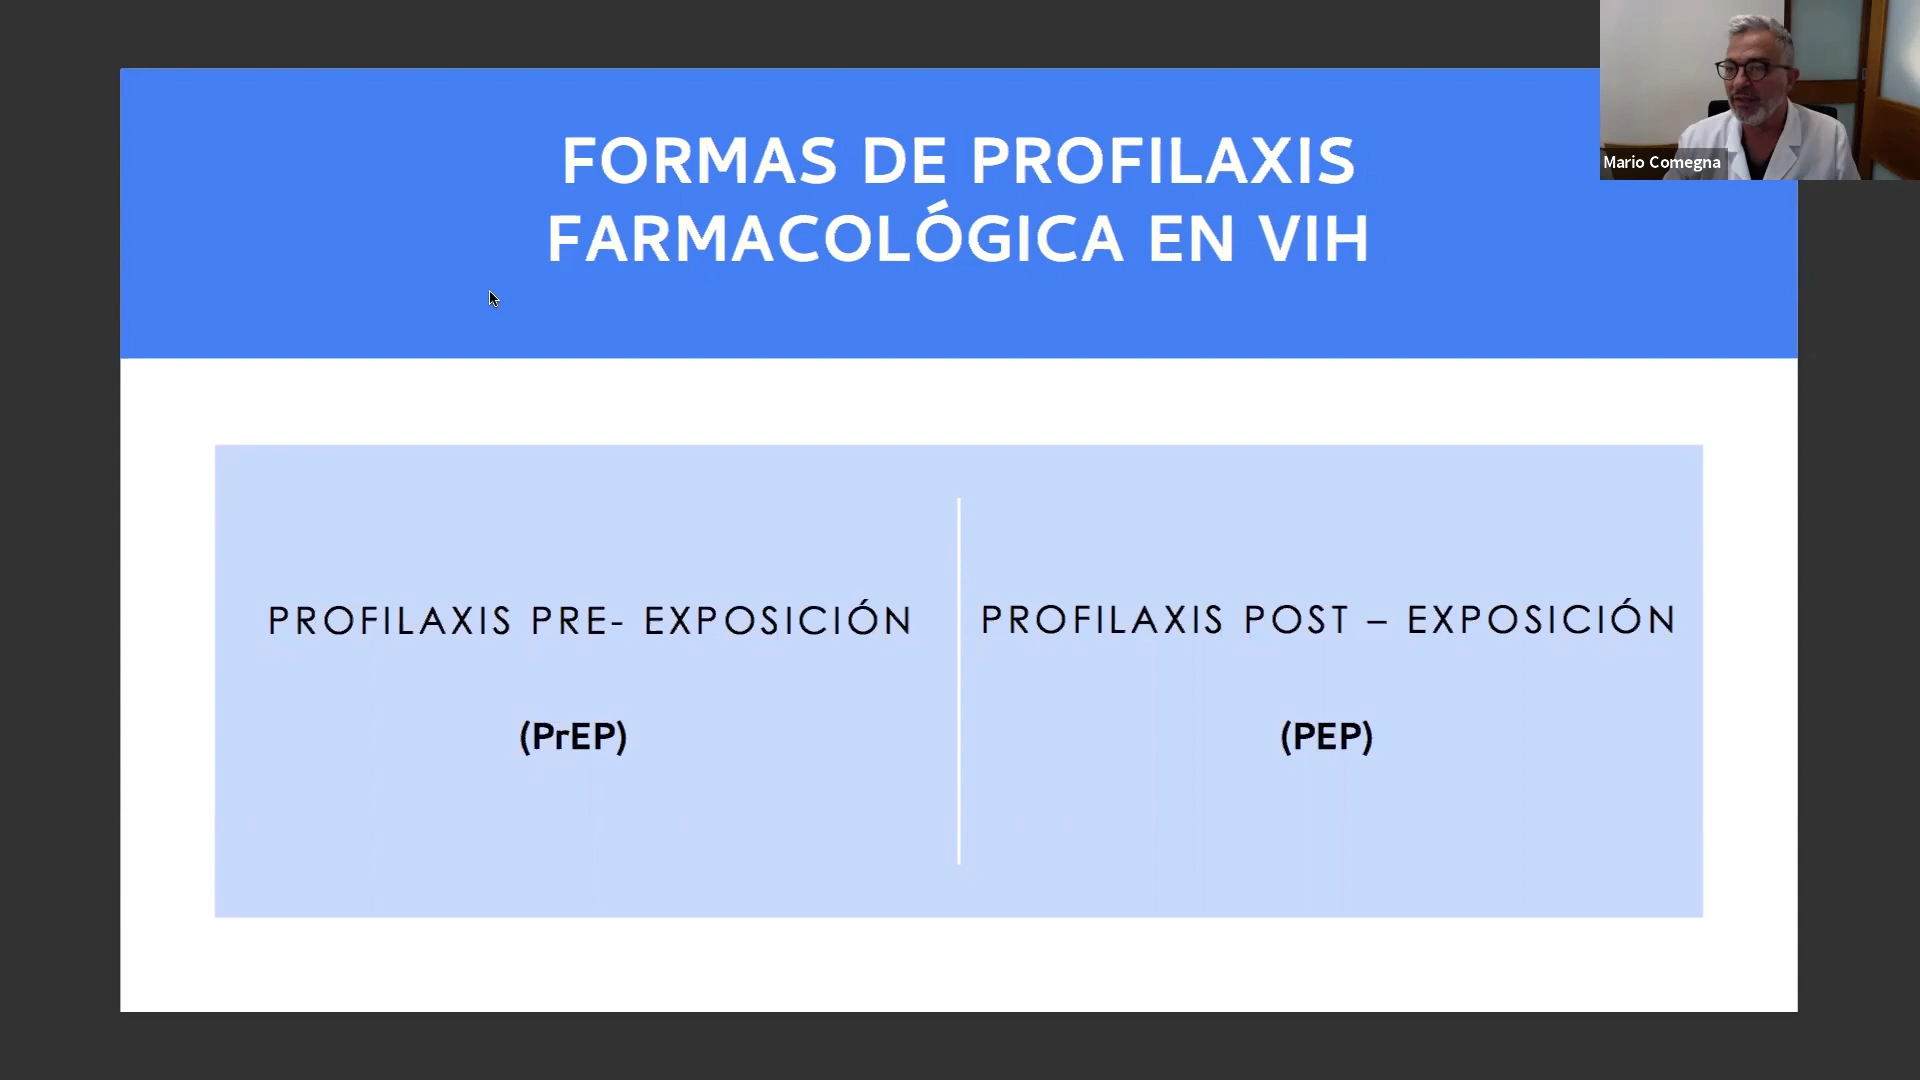 FORMAS DE PROFILAXIS
FARMACOLÓGICA EN VIH
Mario Comegna
PROFILAXIS PRE- EXPOSICIÓN
(PrEP)
PROFILAXIS POST – EXPOSICIÓN
(PEP)